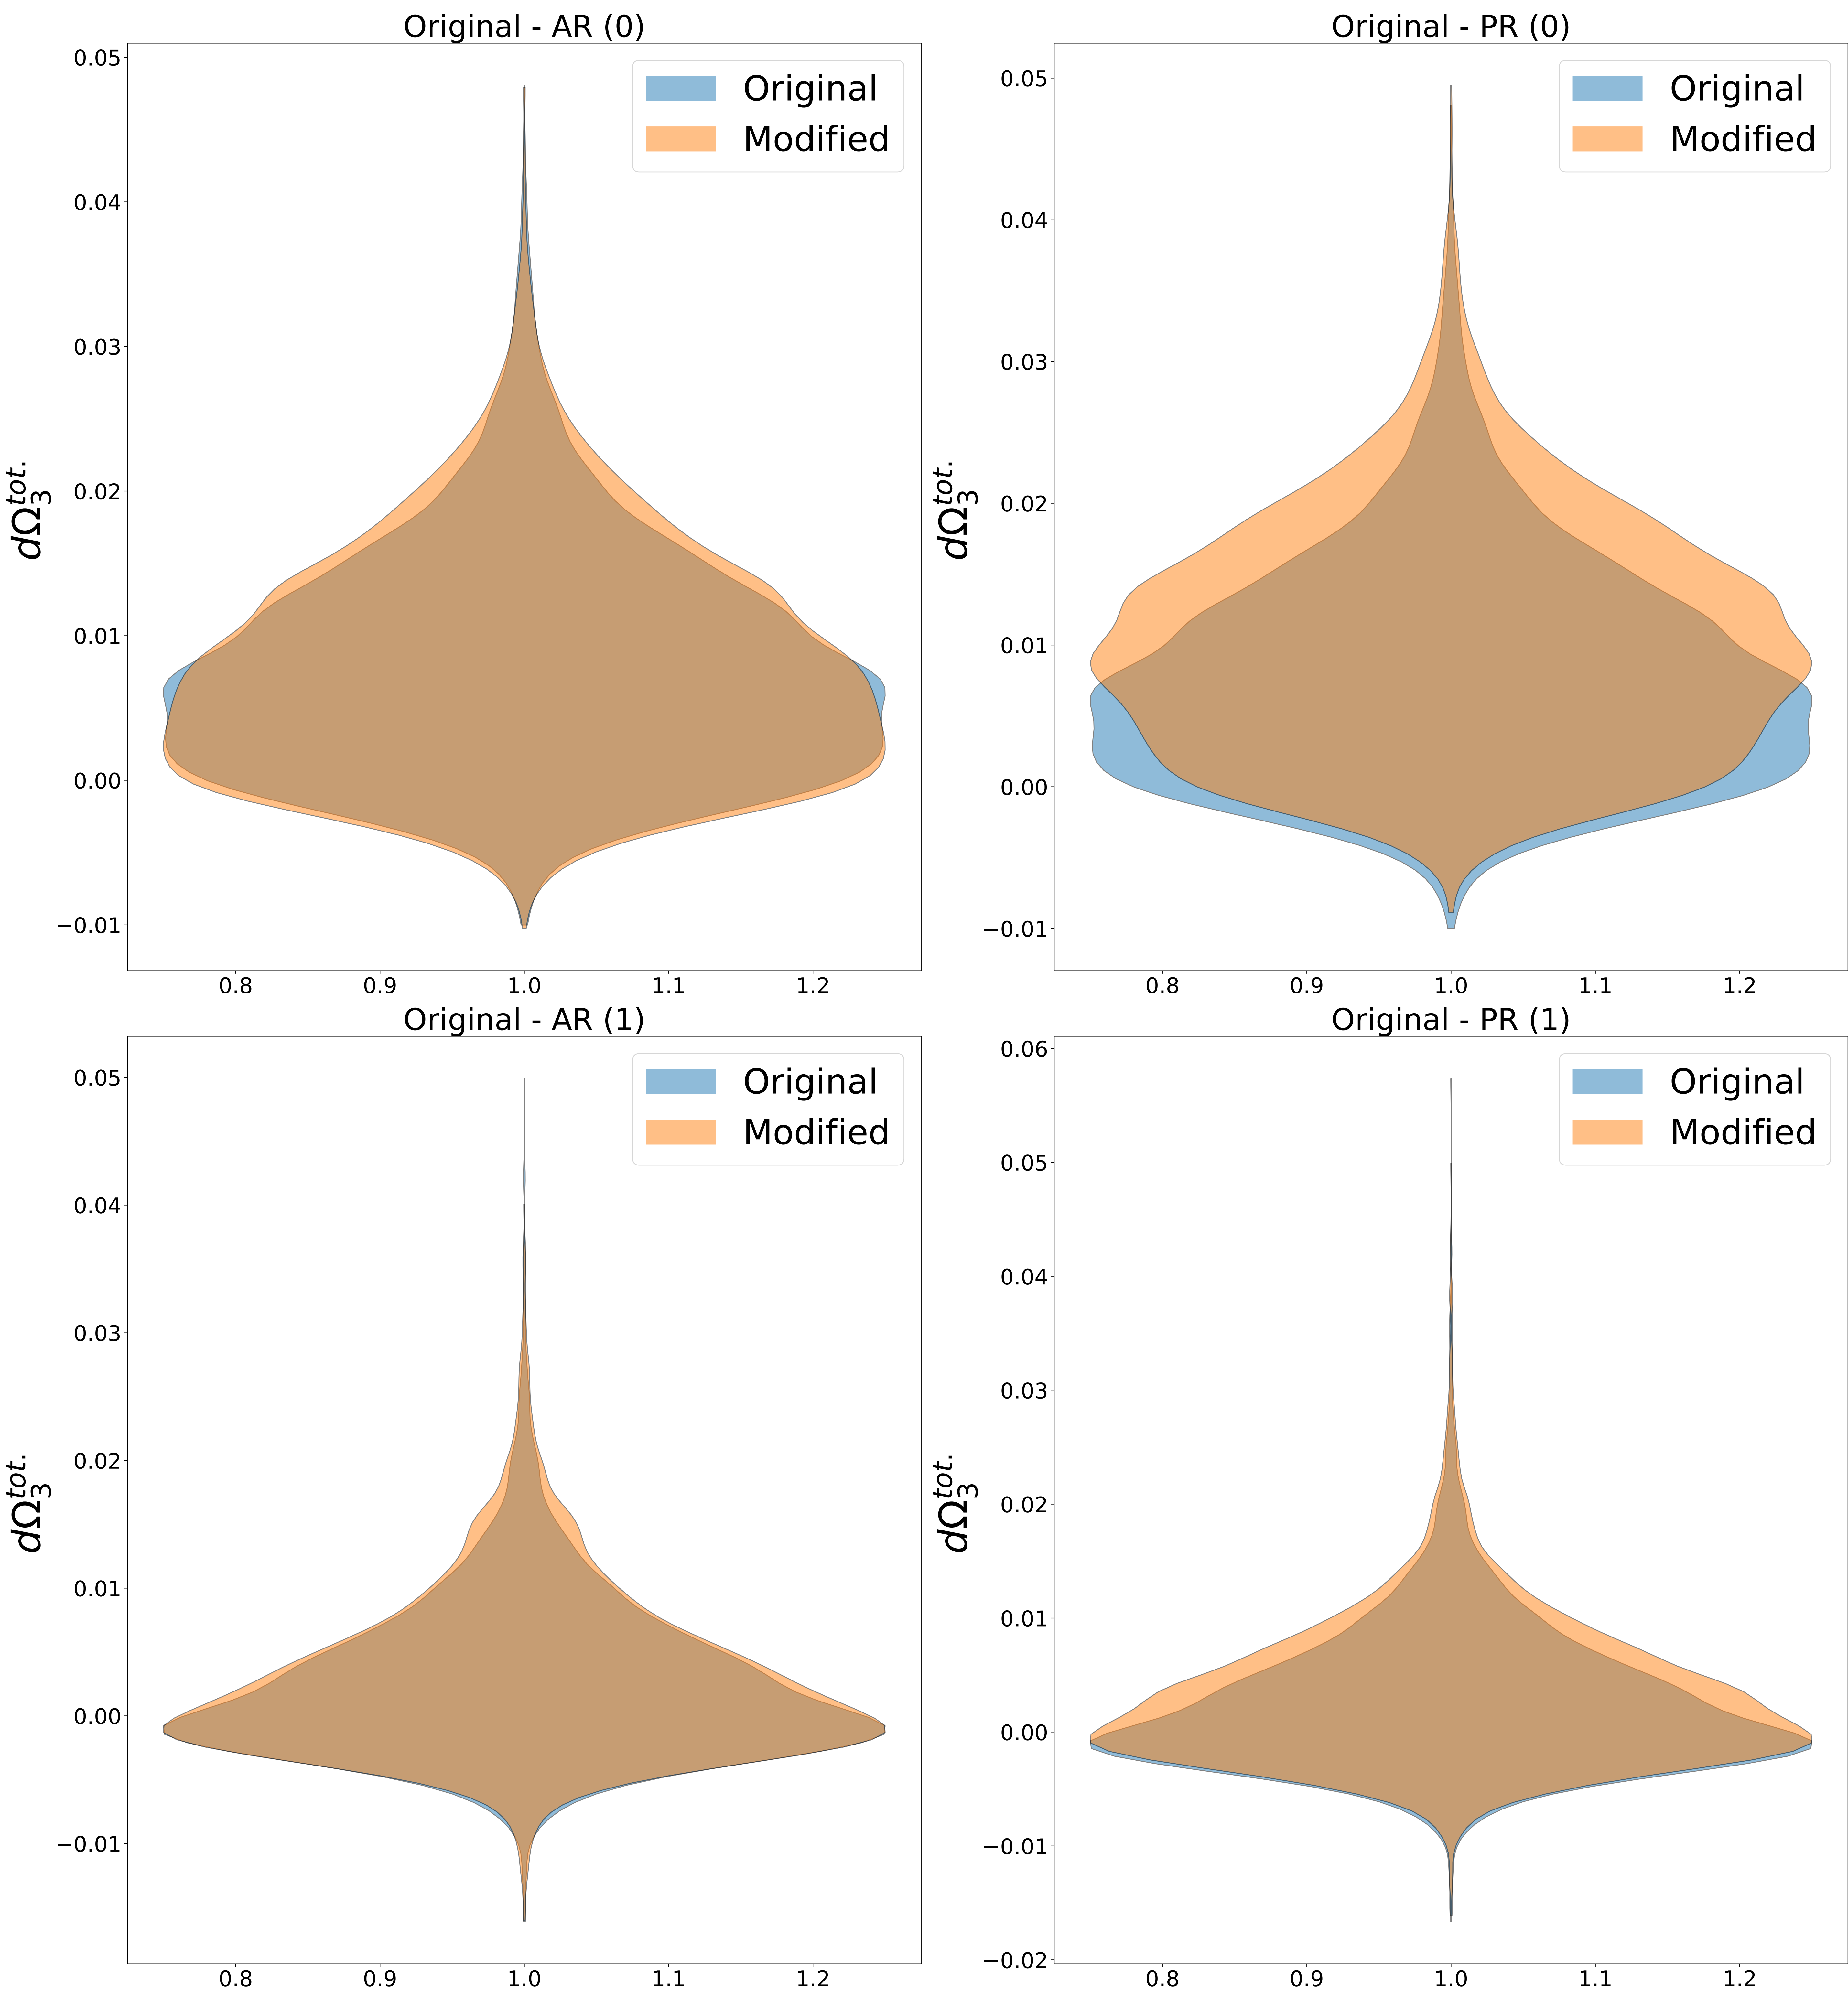 Original - AR (0)
Original
Modified
0.05
0.04
0.03
0.02
0.01
0.00
−0.01
dΩ₃ᵗᵒᵗ·
0.8 0.9 1.0 1.1 1.2
Original - PR (0)
Original
Modified
0.05
0.04
0.03
0.02
0.01
0.00
−0.01
dΩ₃ᵗᵒᵗ·
0.8 0.9 1.0 1.1 1.2
Original - AR (1)
Original
Modified
0.05
0.04
0.03
0.02
0.01
0.00
−0.01
dΩ₃ᵗᵒᵗ·
0.8 0.9 1.0 1.1 1.2
Original - PR (1)
Original
Modified
0.06
0.05
0.04
0.03
0.02
0.01
0.00
−0.01
−0.02
dΩ₃ᵗᵒᵗ·
0.8 0.9 1.0 1.1 1.2